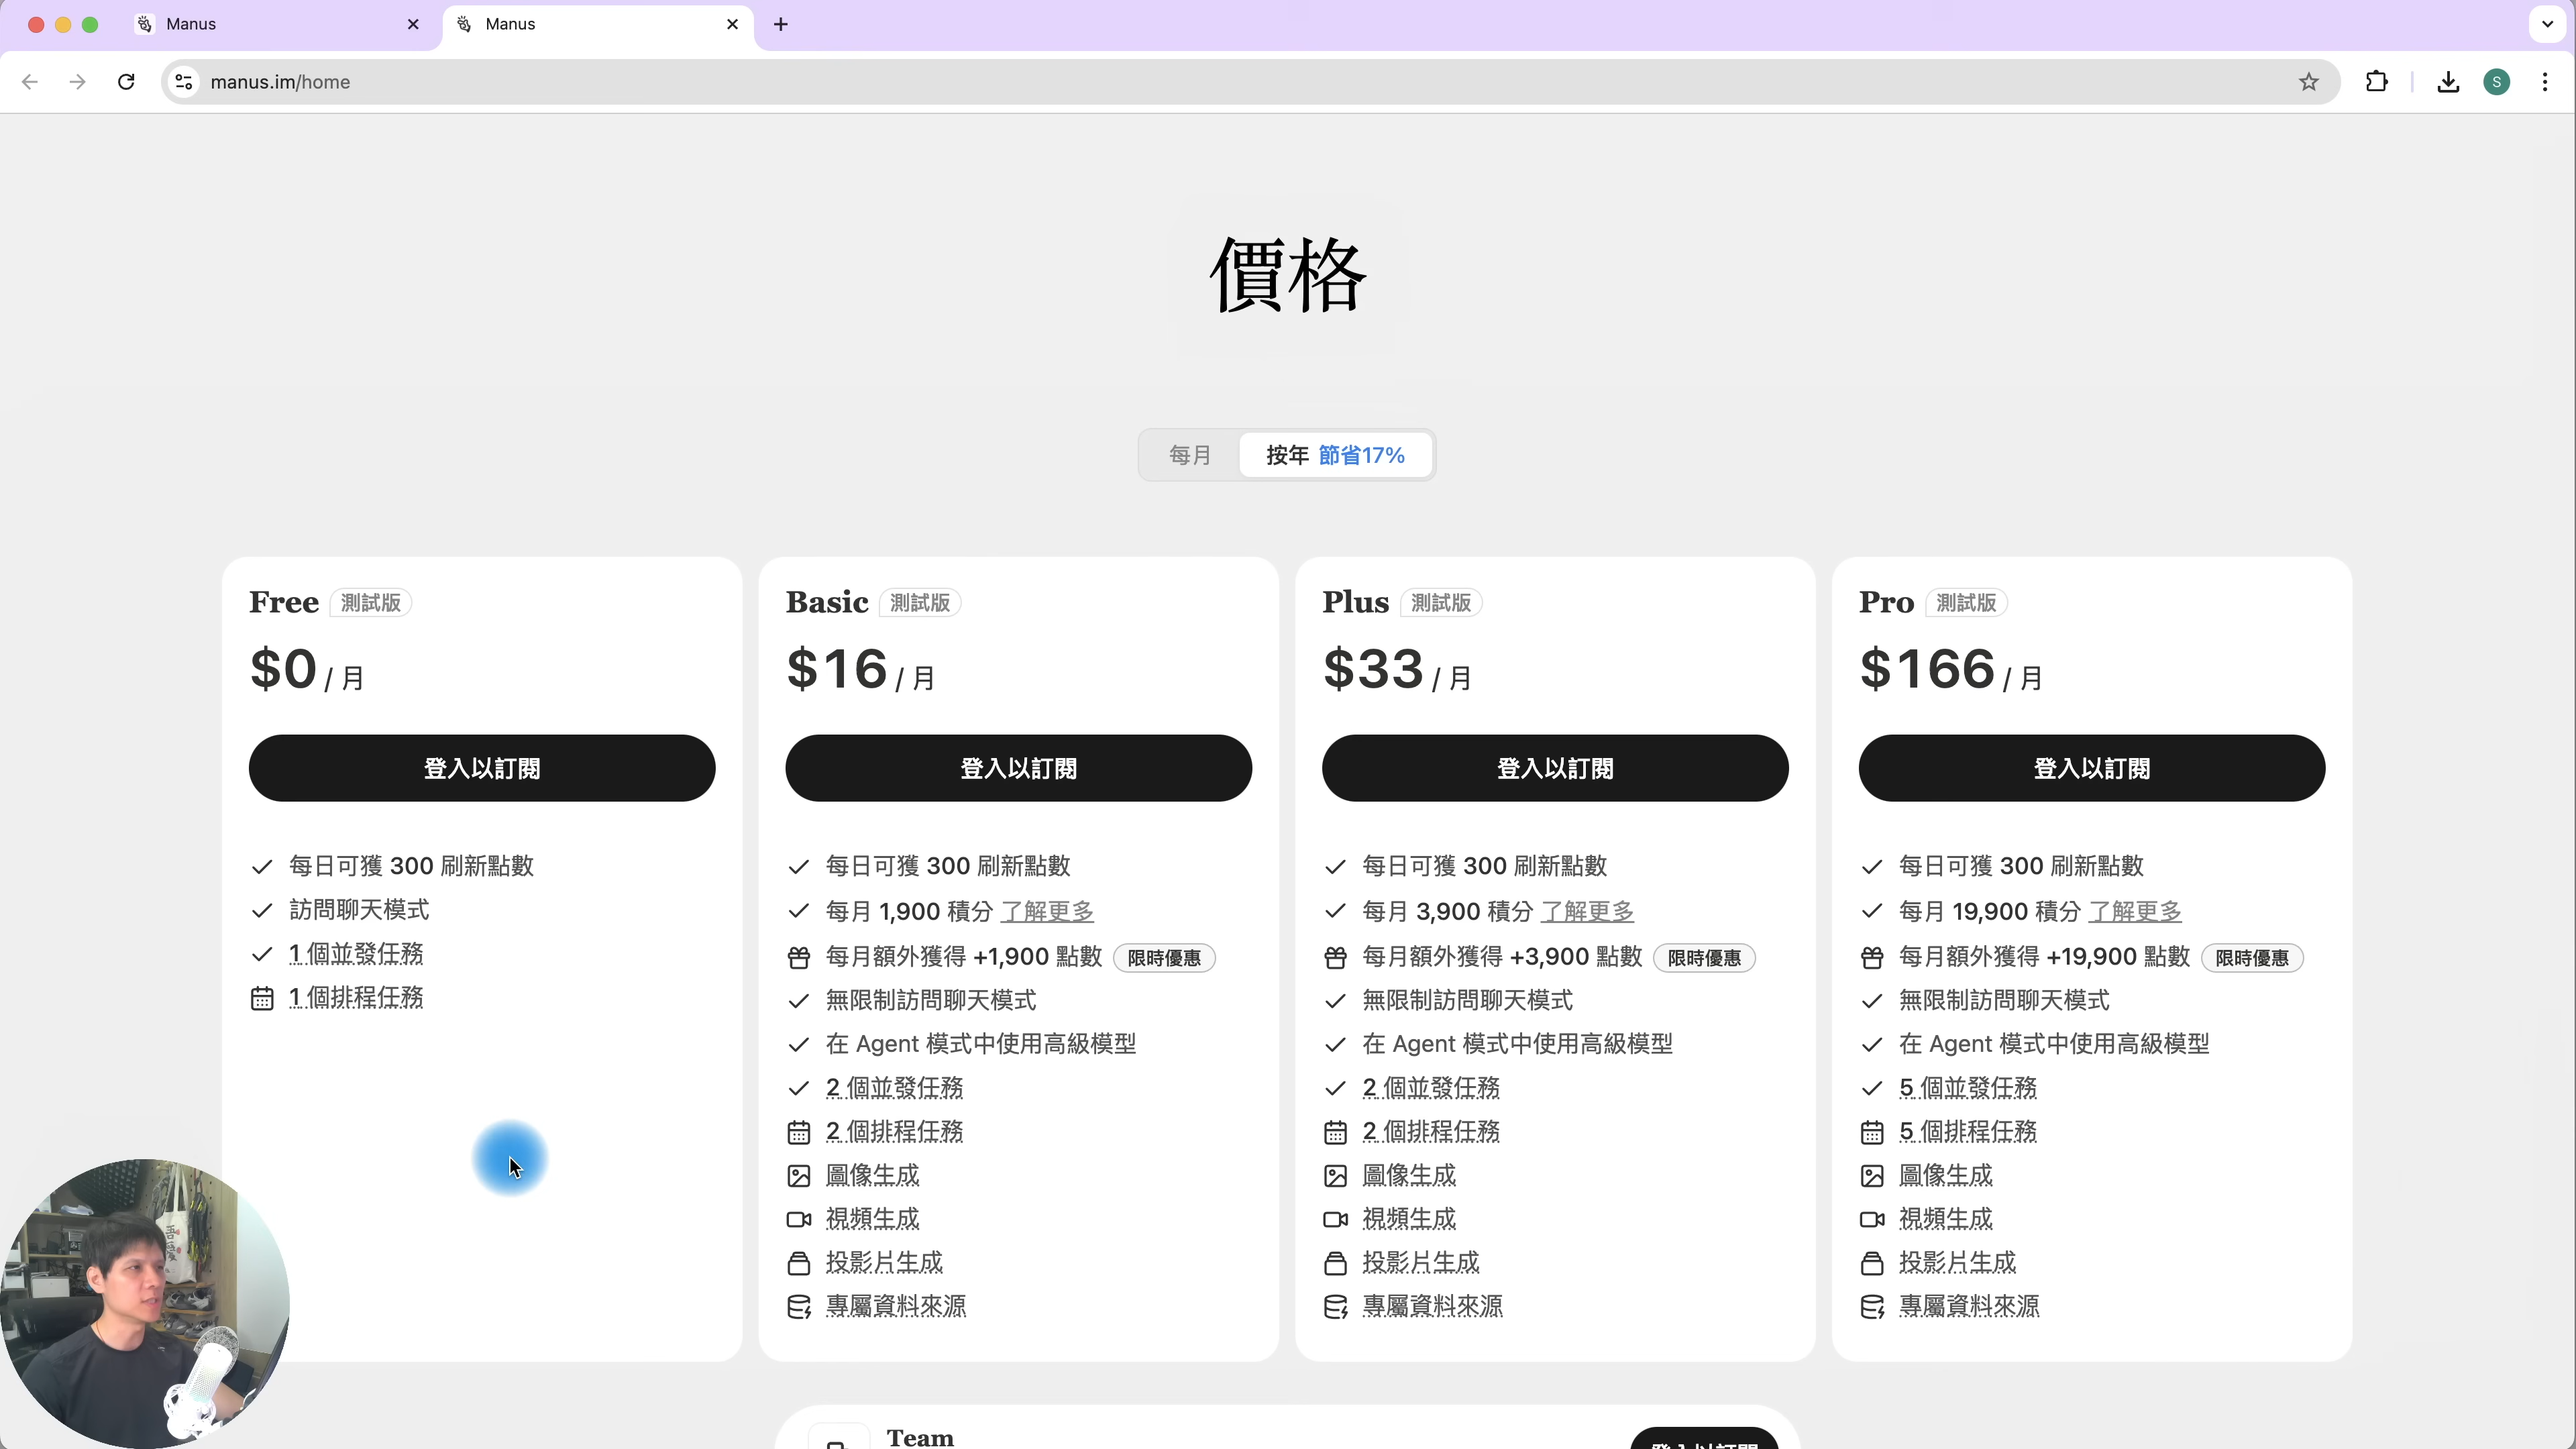 Manus
Manus
manus.im/home
S
價格
每月
按年 節省17%
Free 測試版
$0 / 月
登入以訂閱
每日可獲 300 刷新點數
訪問聊天模式
1 個並發任務
1 個排程任務
Basic 測試版
$16 / 月
登入以訂閱
每日可獲 300 刷新點數
每月 1,900 積分 了解更多
每月額外獲得 +1,900 點數 限時優惠
無限制訪問聊天模式
在 Agent 模式中使用高級模型
2 個並發任務
2 個排程任務
圖像生成
視頻生成
投影片生成
專屬資料來源
Plus 測試版
$33 / 月
登入以訂閱
每日可獲 300 刷新點數
每月 3,900 積分 了解更多
每月額外獲得 +3,900 點數 限時優惠
無限制訪問聊天模式
在 Agent 模式中使用高級模型
2 個並發任務
2 個排程任務
圖像生成
視頻生成
投影片生成
專屬資料來源
Pro 測試版
$166 / 月
登入以訂閱
每日可獲 300 刷新點數
每月 19,900 積分 了解更多
每月額外獲得 +19,900 點數 限時優惠
無限制訪問聊天模式
在 Agent 模式中使用高級模型
5 個並發任務
5 個排程任務
圖像生成
視頻生成
投影片生成
專屬資料來源
Team
登入以訂閱